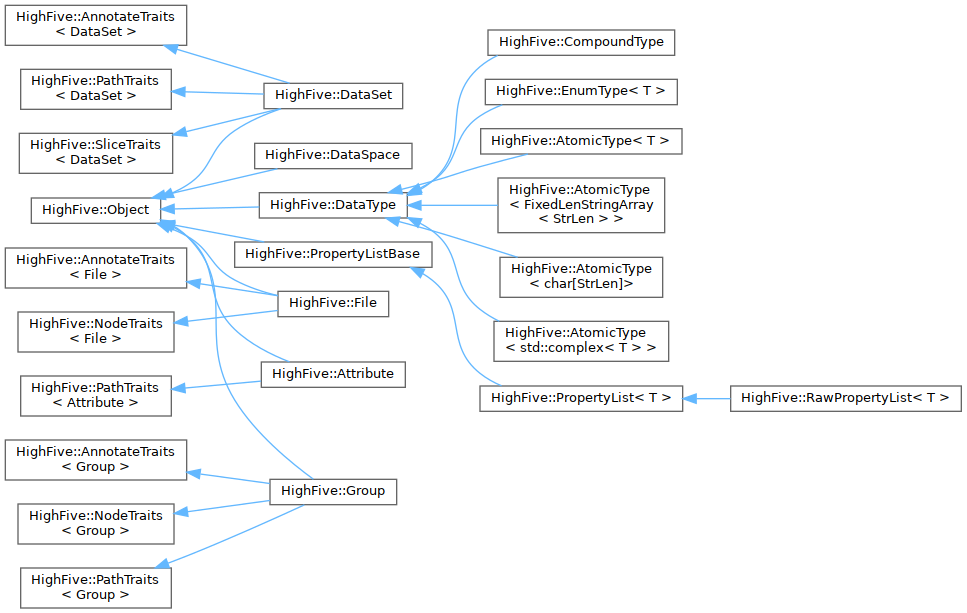 HighFive::AnnotateTraits
< DataSet >
HighFive::PathTraits
< DataSet >
HighFive::SliceTraits
< DataSet >
HighFive::Object
HighFive::AnnotateTraits
< File >
HighFive::NodeTraits
< File >
HighFive::PathTraits
< Attribute >
HighFive::AnnotateTraits
< Group >
HighFive::NodeTraits
< Group >
HighFive::PathTraits
< Group >
HighFive::DataSet
HighFive::DataSpace
HighFive::DataType
HighFive::PropertyListBase
HighFive::File
HighFive::Attribute
HighFive::Group
HighFive::CompoundType
HighFive::EnumType< T >
HighFive::AtomicType< T >
HighFive::AtomicType
< FixedLenStringArray
< StrLen > >
HighFive::AtomicType
< char[StrLen]>
HighFive::AtomicType
< std::complex< T > >
HighFive::PropertyList< T >
HighFive::RawPropertyList< T >